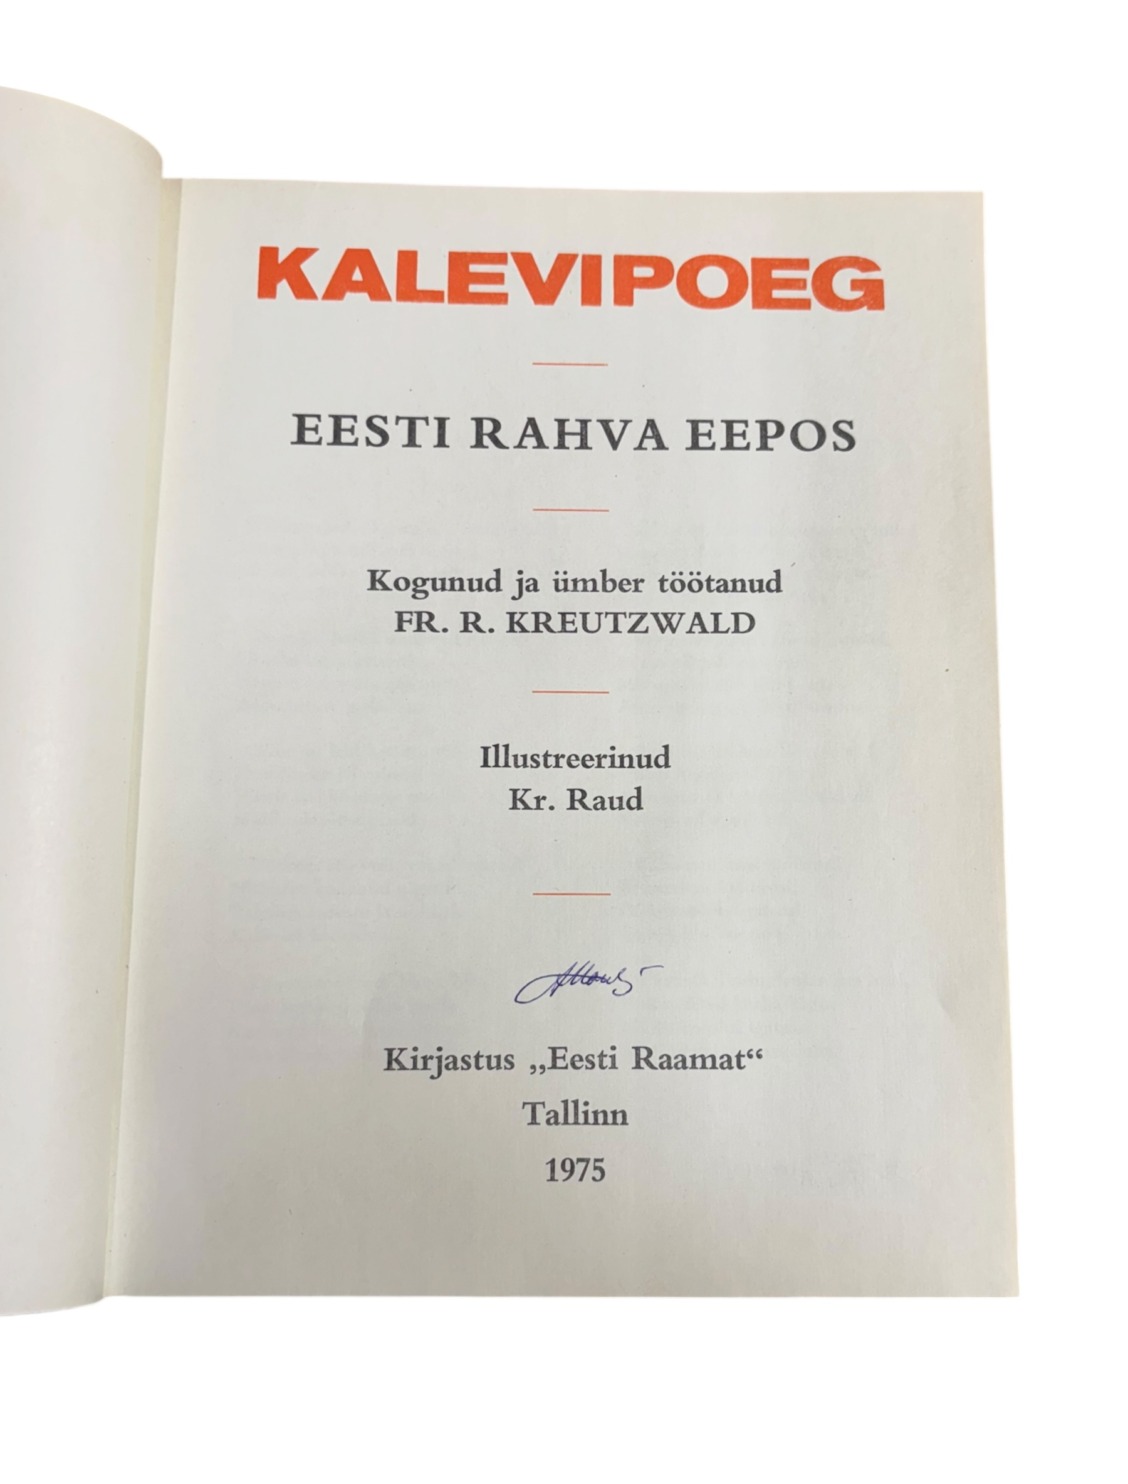 KALEVIPOEG
EESTI RAHVA EEPOS
Kogunud ja ümber töötanud
FR. R. KREUTZWALD
Illustreerinud
Kr. Raud
Kirjastus „Eesti Raamat“
Tallinn
1975